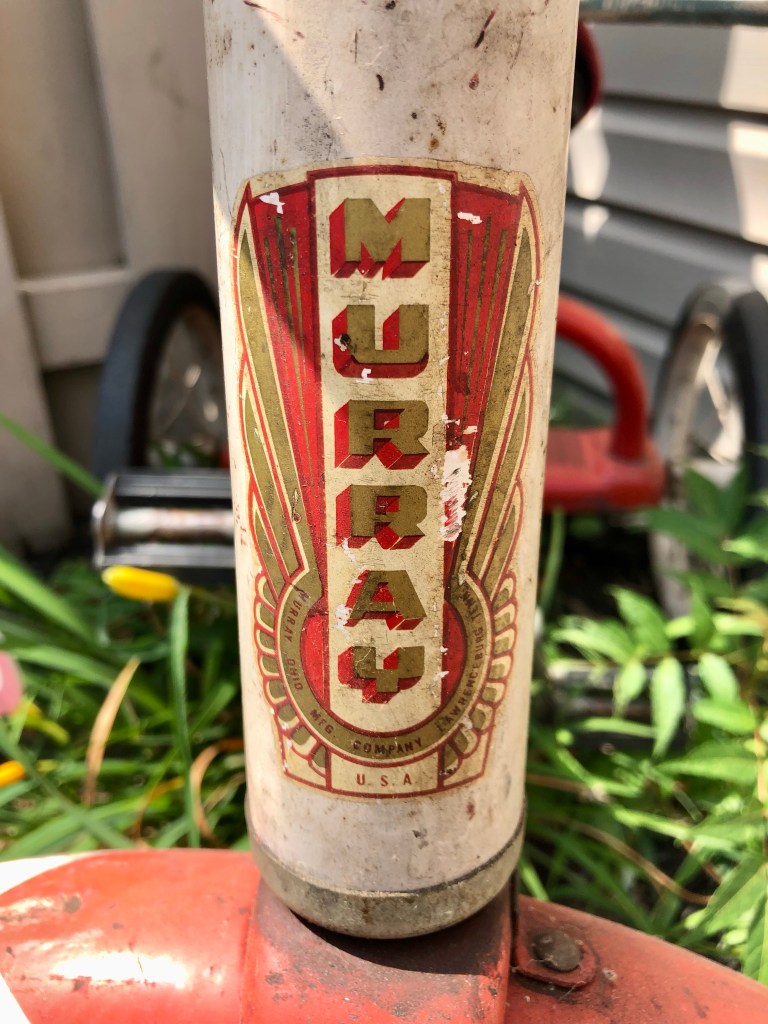 MURRAY
MURRAY OHIO MFG. COMPANY LAWRENCEBURG, TENN.
U.S.A